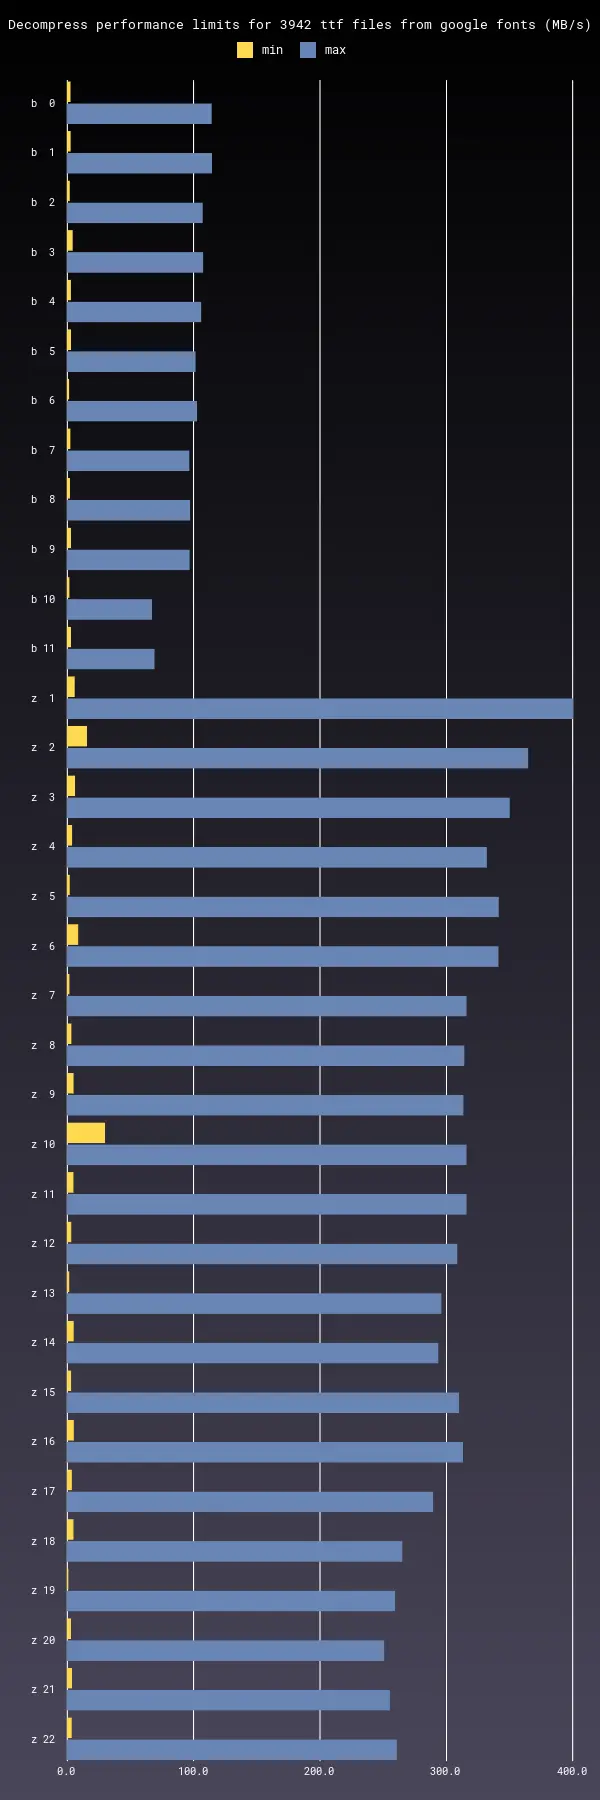 Decompress performance limits for 3942 ttf files from google fonts (MB/s)
min max
b 0
b 1
b 2
b 3
b 4
b 5
b 6
b 7
b 8
b 9
b 10
b 11
z 1
z 2
z 3
z 4
z 5
z 6
z 7
z 8
z 9
z 10
z 11
z 12
z 13
z 14
z 15
z 16
z 17
z 18
z 19
z 20
z 21
z 22
0.0 100.0 200.0 300.0 400.0